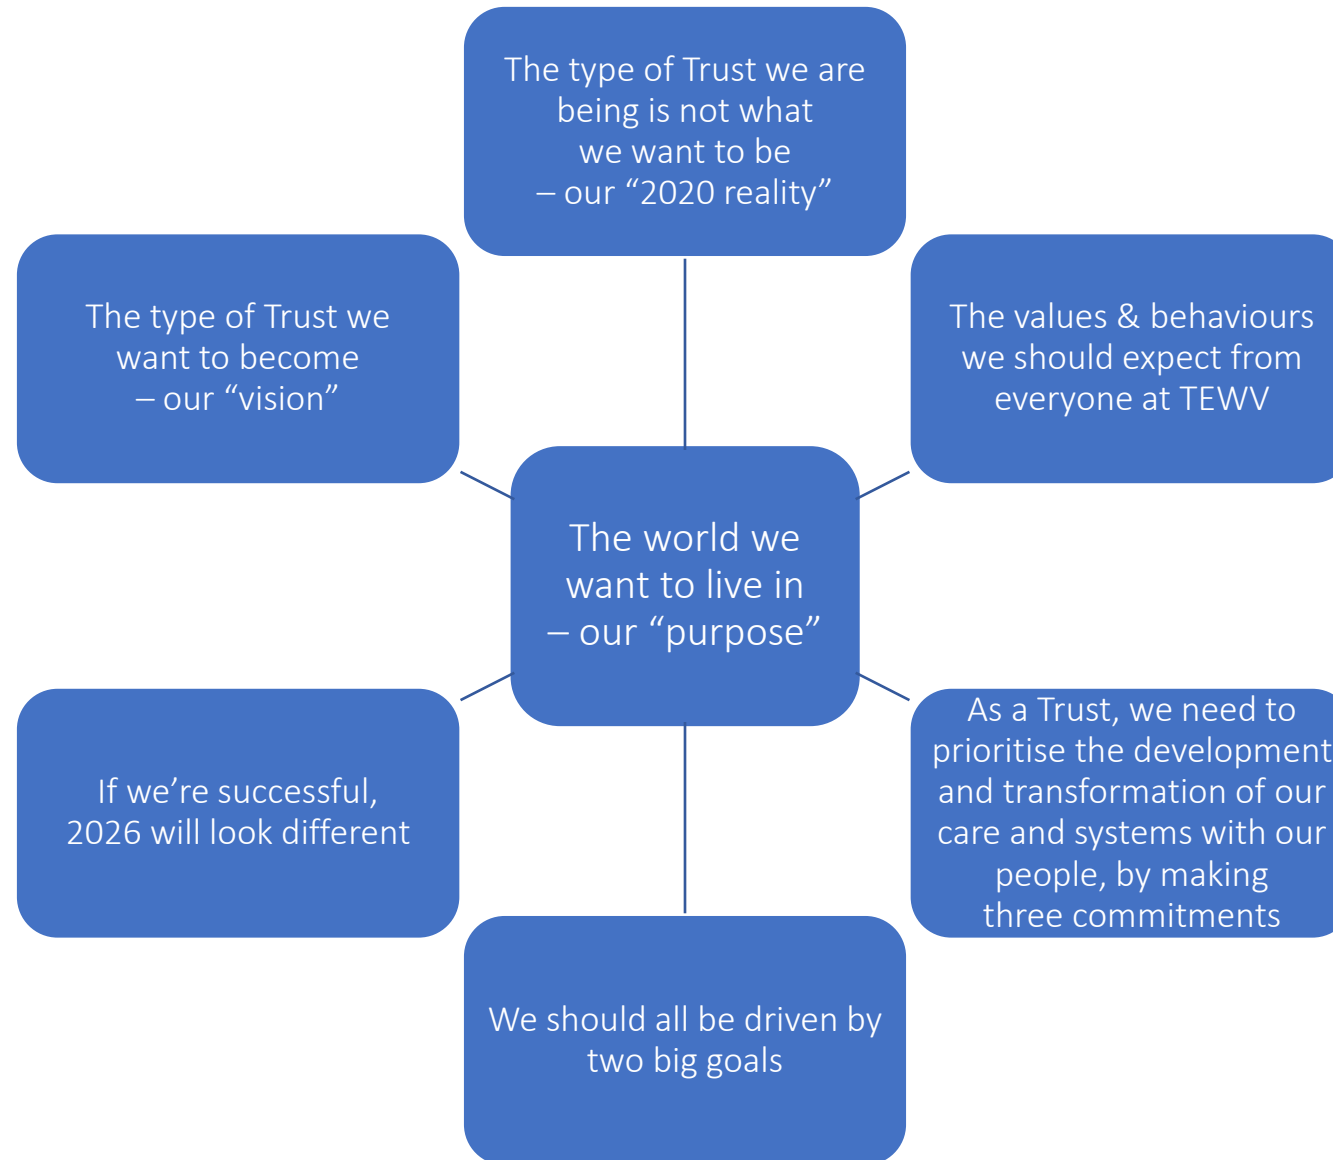 The type of Trust we are
being is not what
we want to be
– our “2020 reality”
The type of Trust we
want to become
– our “vision”
The values & behaviours
we should expect from
everyone at TEWV
The world we
want to live in
– our “purpose”
If we’re successful,
2026 will look different
As a Trust, we need to
prioritise the development
and transformation of our
care and systems with our
people, by making
three commitments
We should all be driven by
two big goals